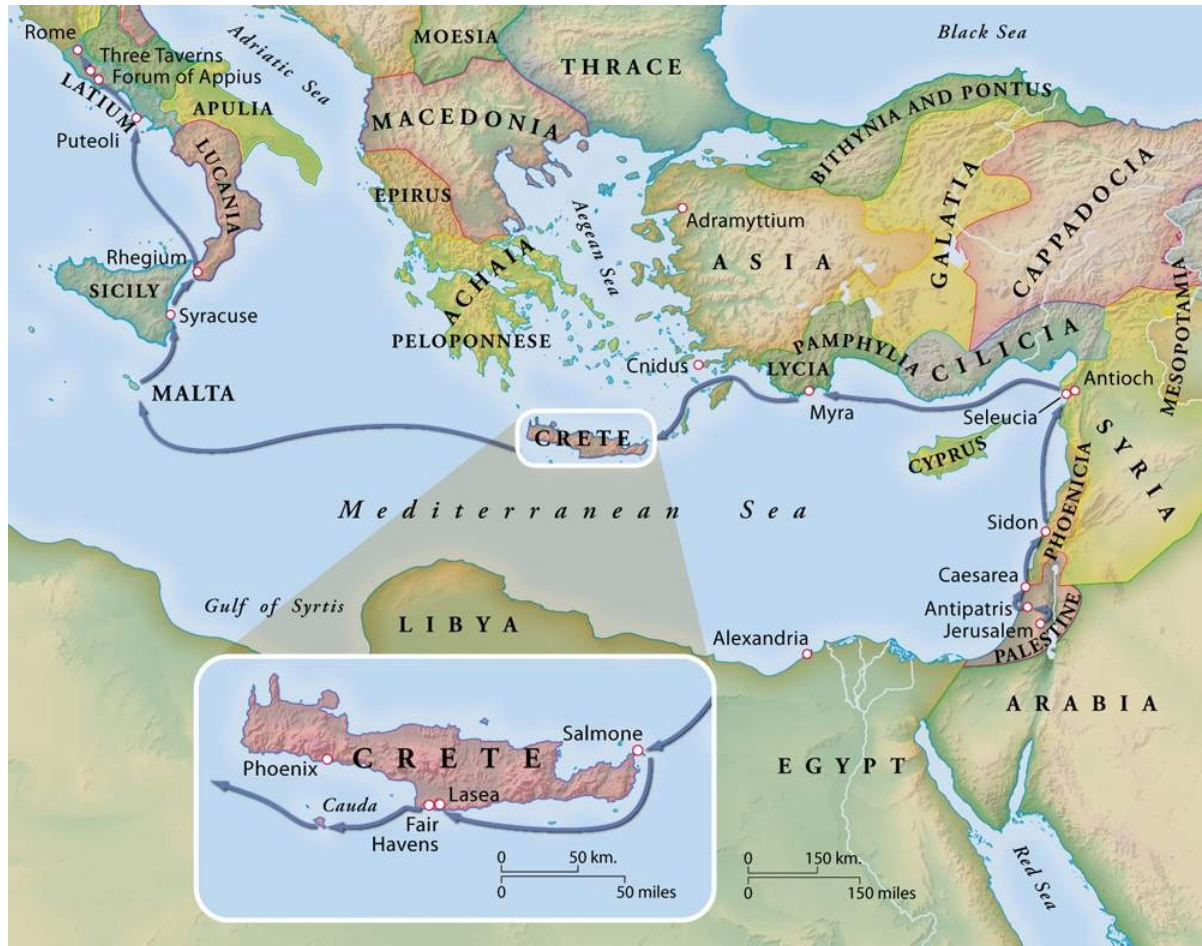 Rome
Three Taverns
Forum of Appius
LATIUM
Adriatic Sea
APULIA
Puteoli
LUCANIA
Rhegium
SICILY
Syracuse
MALTA
MOESIA
THRACE
Black Sea
MACEDONIA
EPIRUS
Aegean Sea
ACHAIA
PELOPONNESE
BITHYNIA AND PONTUS
Adramyttium
ASIA
GALATIA
CAPPADOCIA
MESOPOTAMIA
Cnidus
LYCIA
PAMPHYLIA
CILICIA
Myra
Antioch
Seleucia
CRETE
CYPRUS
SYRIA
Mediterranean Sea
PHOENICIA
Sidon
Caesarea
Antipatris
Jerusalem
PALESTINE
Gulf of Syrtis
LIBYA
Alexandria
ARABIA
EGYPT
Red Sea
Salmone
CRETE
Phoenix
Cauda
Lasea
Fair
Havens
0 50 km.
0 50 miles
0 150 km.
0 150 miles